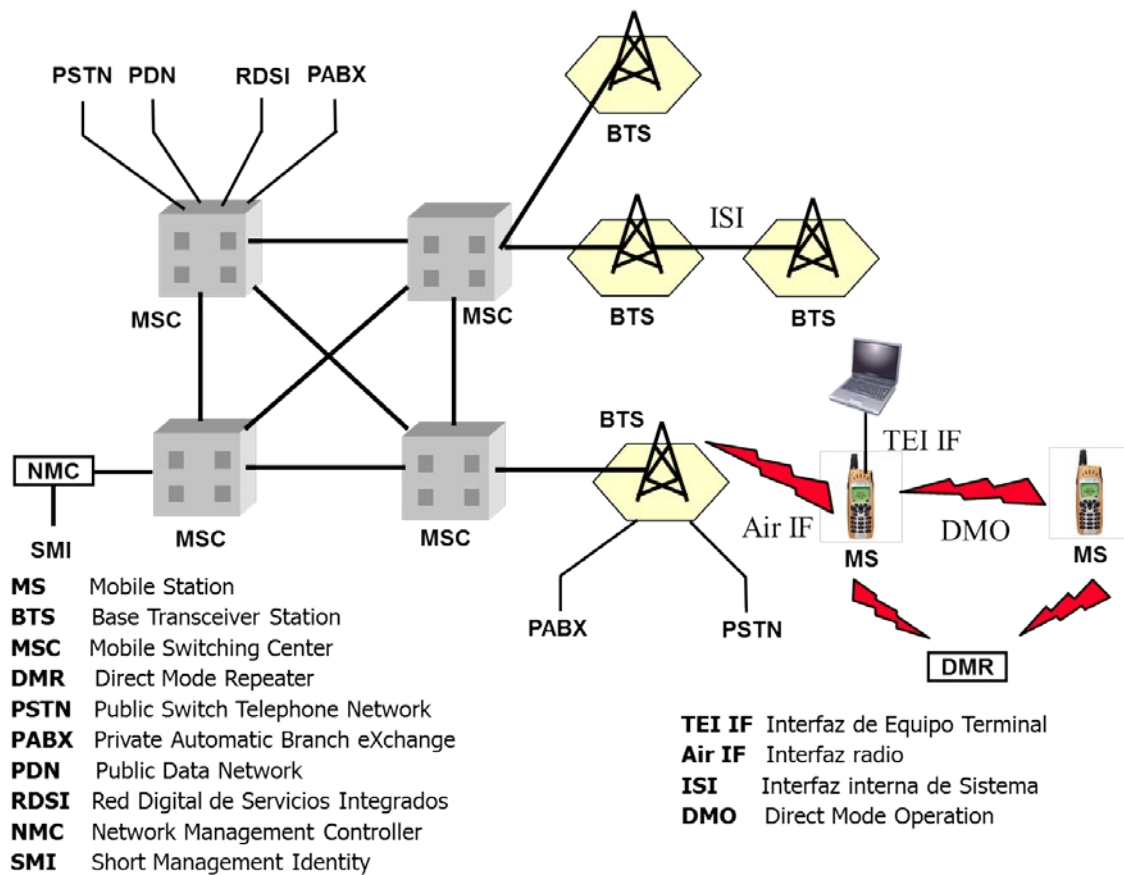 PSTN PDN RDSI PABX
BTS
ISI
MSC
MSC
BTS
BTS
BTS
TEI IF
NMC
Air IF
DMO
SMI
MSC
MSC
MS
MS
PABX
PSTN
DMR
MS Mobile Station
BTS Base Transceiver Station
MSC Mobile Switching Center
DMR Direct Mode Repeater
PSTN Public Switch Telephone Network
PABX Private Automatic Branch eXchange
PDN Public Data Network
RDSI Red Digital de Servicios Integrados
NMC Network Management Controller
SMI Short Management Identity
TEI IF Interfaz de Equipo Terminal
Air IF Interfaz radio
ISI Interfaz interna de Sistema
DMO Direct Mode Operation